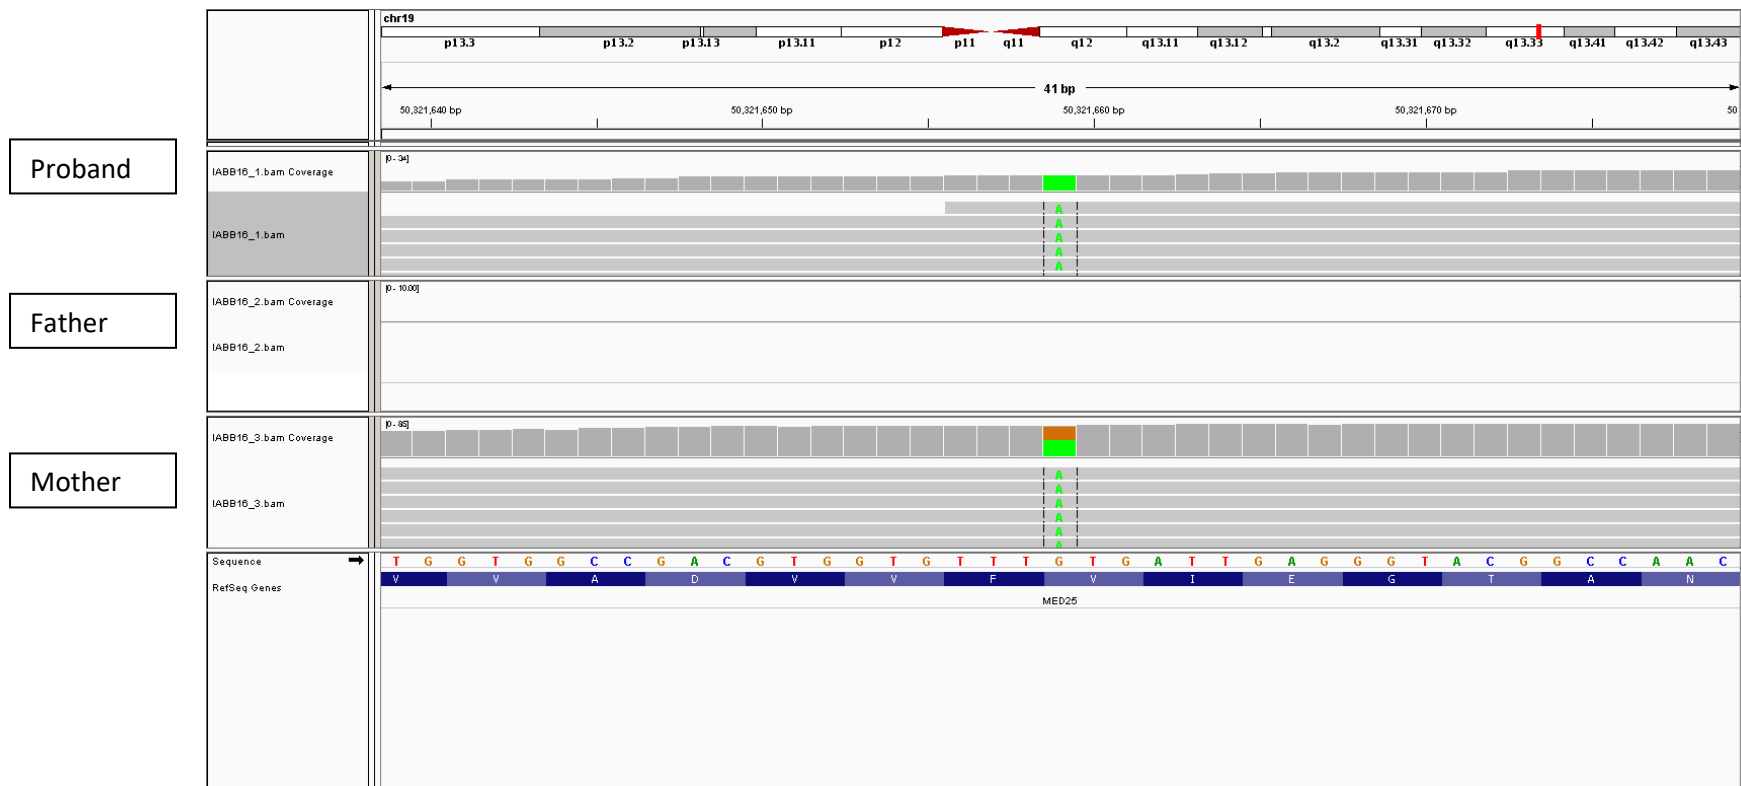 chr19
p13.3 p13.2 p13.13 p13.11 p12 p11 q11 q12 q13.11 q13.12 q13.2 q13.31 q13.32 q13.33 q13.41 q13.42 q13.43
41 bp
50,321,640 bp 50,321,650 bp 50,321,660 bp 50,321,670 bp 50
Proband
[0 - 34]
IABB16_1.bam Coverage
A
A
IABB16_1.bam
A
A
A
Father
[0 - 10.00]
IABB16_2.bam Coverage
IABB16_2.bam
Mother
[0 - 85]
IABB16_3.bam Coverage
A
A
IABB16_3.bam
A
A
A
A
Sequence T G G T G G C C G A C G T G G T G T T T G T G A T T G A G G G T A C G G C C A A C
V V A D V V F V I E G T A N
RefSeq Genes
MED25